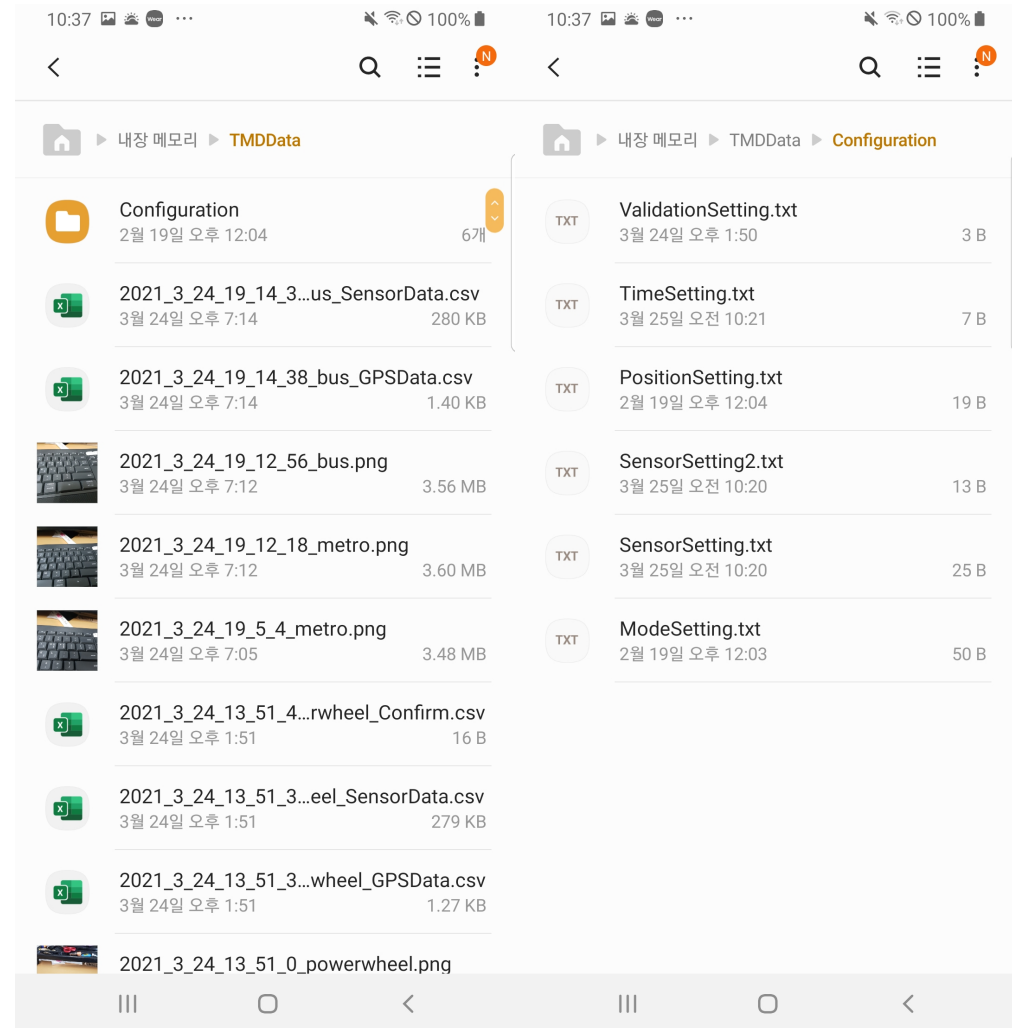 10:37 Wear ··· 100%
N
내장 메모리 TMDData
Configuration
2월 19일 오후 12:04 6개
2021_3_24_19_14_3...us_SensorData.csv
3월 24일 오후 7:14 280 KB
2021_3_24_19_14_38_bus_GPSData.csv
3월 24일 오후 7:14 1.40 KB
2021_3_24_19_12_56_bus.png
3월 24일 오후 7:12 3.56 MB
2021_3_24_19_12_18_metro.png
3월 24일 오후 7:12 3.60 MB
2021_3_24_19_5_4_metro.png
3월 24일 오후 7:05 3.48 MB
2021_3_24_13_51_4...rwheel_Confirm.csv
3월 24일 오후 1:51 16 B
2021_3_24_13_51_3...eel_SensorData.csv
3월 24일 오후 1:51 279 KB
2021_3_24_13_51_3...wheel_GPSData.csv
3월 24일 오후 1:51 1.27 KB
2021_3_24_13_51_0_powerwheel.png
10:37 Wear ··· 100%
N
내장 메모리 TMDData Configuration
TXT ValidationSetting.txt
3월 24일 오후 1:50 3 B
TXT TimeSetting.txt
3월 25일 오전 10:21 7 B
TXT PositionSetting.txt
2월 19일 오후 12:04 19 B
TXT SensorSetting2.txt
3월 25일 오전 10:20 13 B
TXT SensorSetting.txt
3월 25일 오전 10:20 25 B
TXT ModeSetting.txt
2월 19일 오후 12:03 50 B